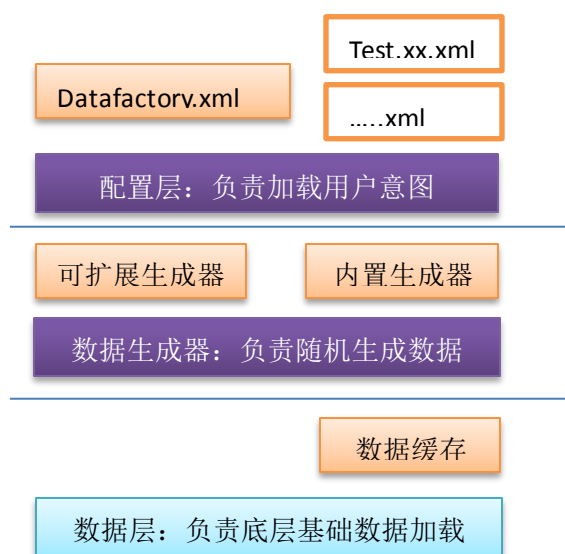 Test.xx.xml
Datafactory.xml
.....xml
配置层：负责加载用户意图
可扩展生成器
内置生成器
数据生成器：负责随机生成数据
数据缓存
数据层：负责底层基础数据加载